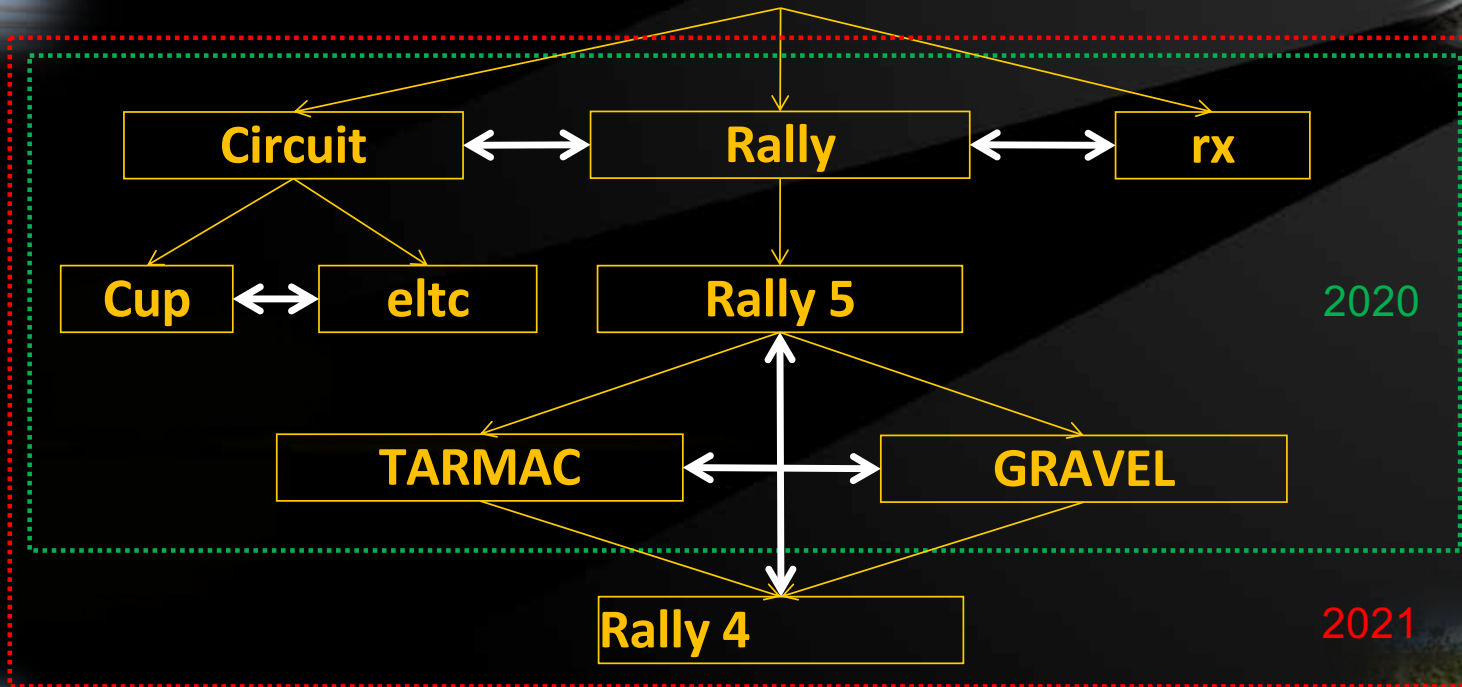 Circuit
Rally
rx
Cup
eltc
Rally 5
2020
TARMAC
GRAVEL
Rally 4
2021